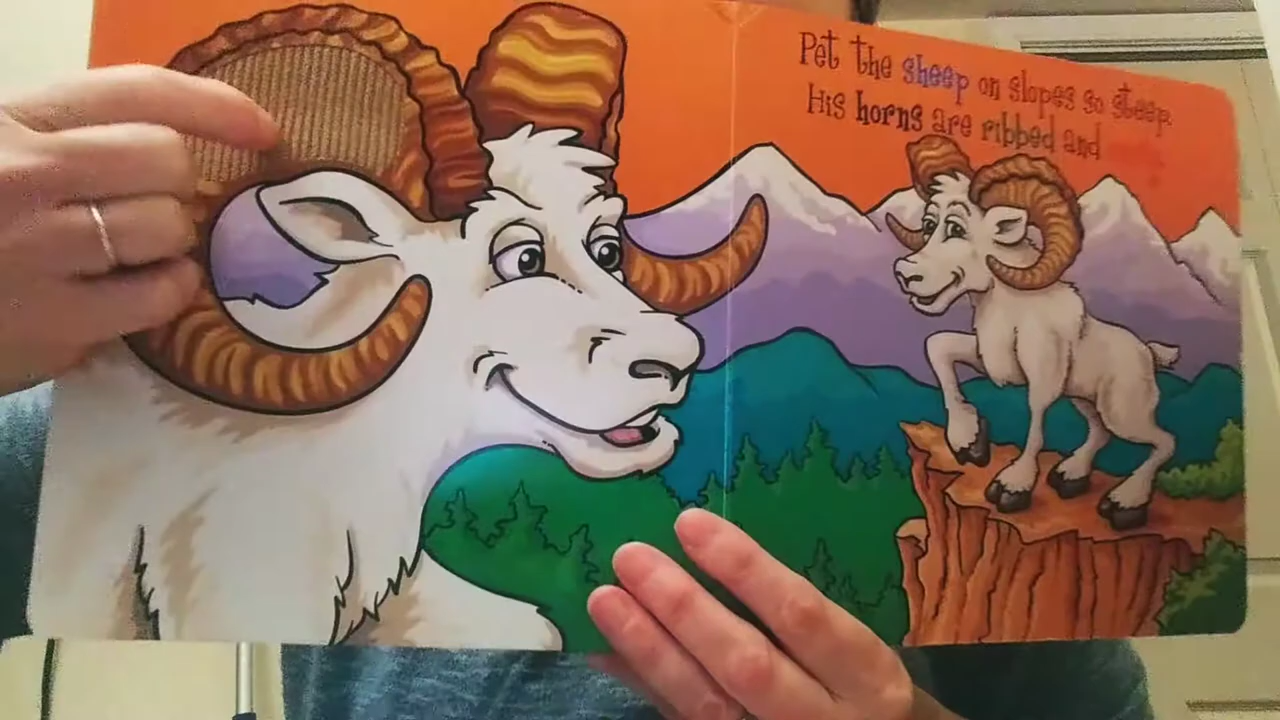 Pet the sheep on slopes so steep.
His horns are ribbed and